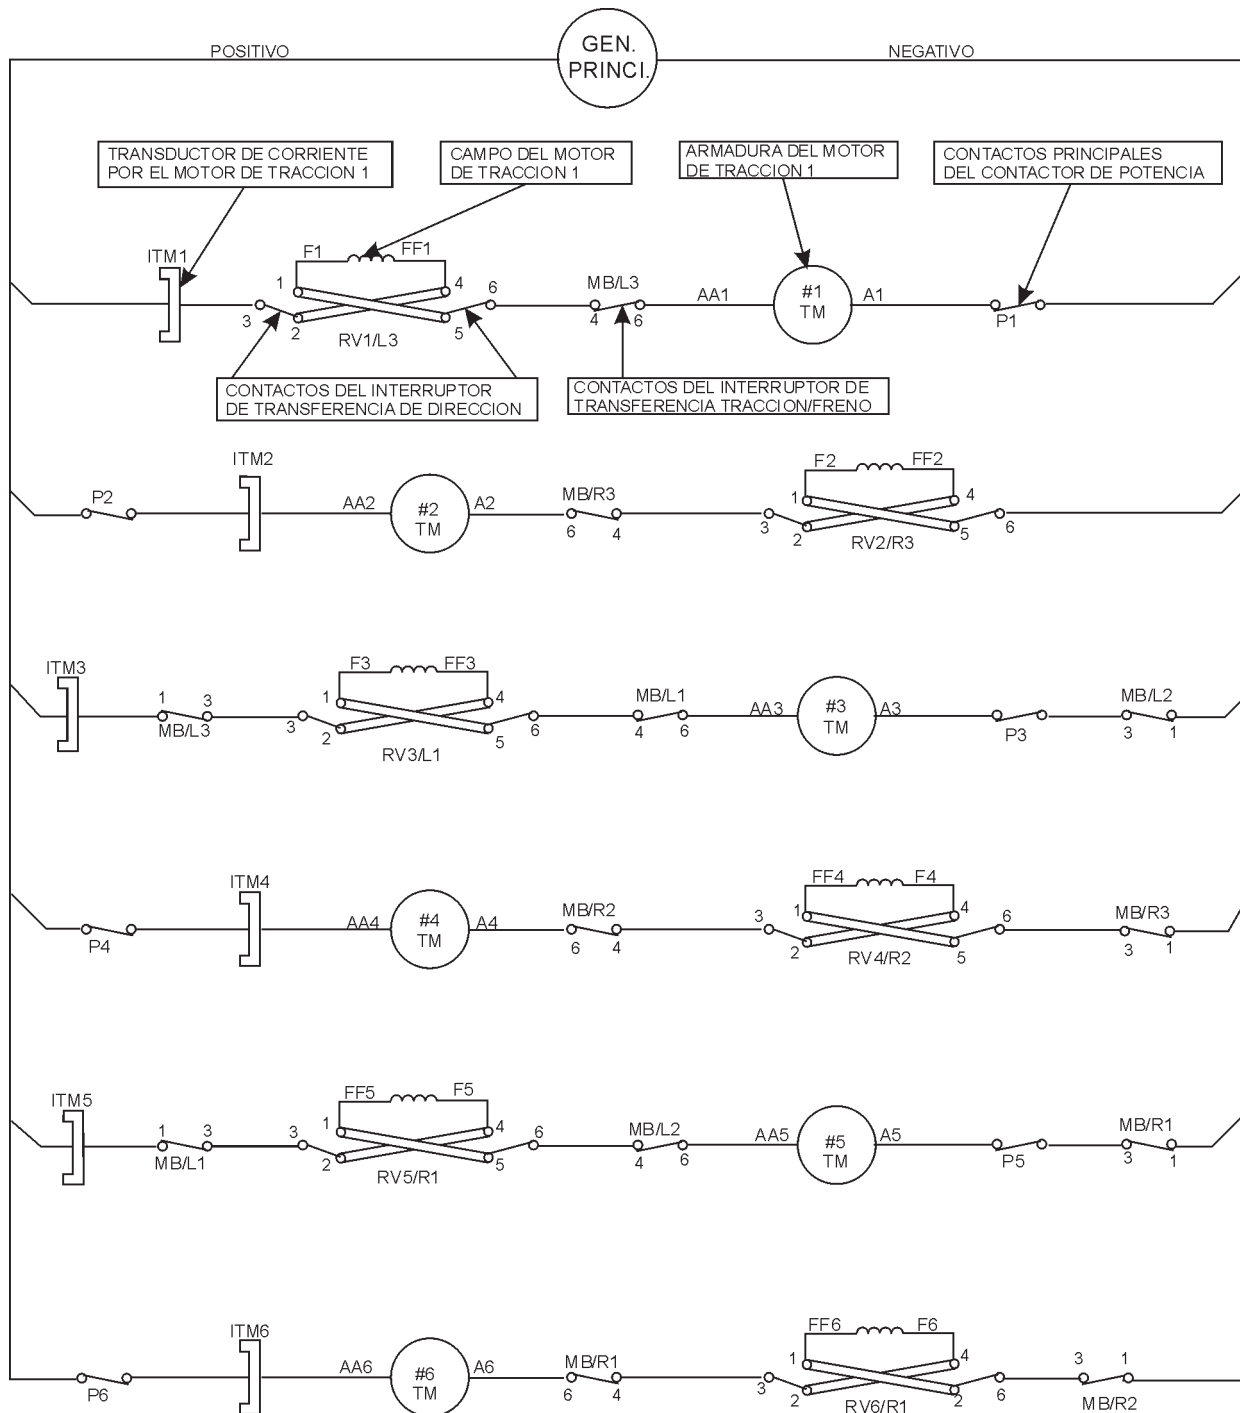 POSITIVO
GEN.
PRINCI.
NEGATIVO
TRANSDUCTOR DE CORRIENTE
POR EL MOTOR DE TRACCION 1
CAMPO DEL MOTOR
DE TRACCION 1
ARMADURA DEL MOTOR
DE TRACCION 1
CONTACTOS PRINCIPALES
DEL CONTACTOR DE POTENCIA
ITM1
F1
FF1
1
4
6
3
2
5
RV1/L3
MB/L3
4
6
AA1
#1
TM
A1
P1
CONTACTOS DEL INTERRUPTOR
DE TRANSFERENCIA DE DIRECCION
CONTACTOS DEL INTERRUPTOR DE
TRANSFERENCIA TRACCION/FRENO
P2
ITM2
AA2
#2
TM
A2
MB/R3
6
4
F2
FF2
1
4
3
2
5
6
RV2/R3
ITM3
1
3
MB/L3
F3
FF3
1
4
3
2
5
6
RV3/L1
MB/L1
4
6
AA3
#3
TM
A3
P3
MB/L2
3
1
P4
ITM4
AA4
#4
TM
A4
MB/R2
6
4
FF4
F4
3
1
4
6
2
5
RV4/R2
MB/R3
3
1
ITM5
1
3
MB/L1
FF5
F5
3
1
4
6
2
5
RV5/R1
MB/L2
4
6
AA5
#5
TM
A5
P5
MB/R1
3
1
P6
ITM6
AA6
#6
TM
A6
MB/R1
6
4
FF6
F6
1
4
3
2
2
6
RV6/R1
3
1
MB/R2